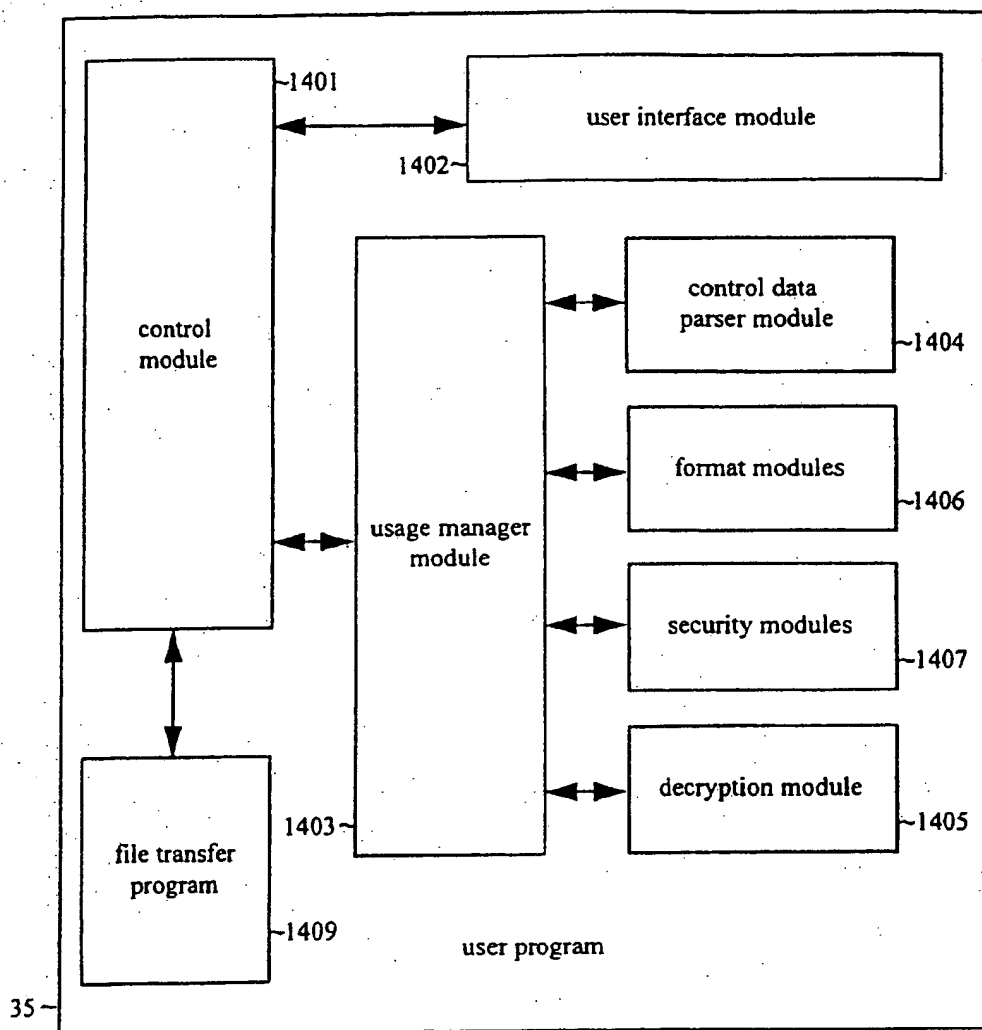 1401
user interface module
1402
control data
parser module
1404
control
module
format modules
1406
usage manager
module
security modules
1407
decryption module
1405
1403
file transfer
program
1409
user program
35